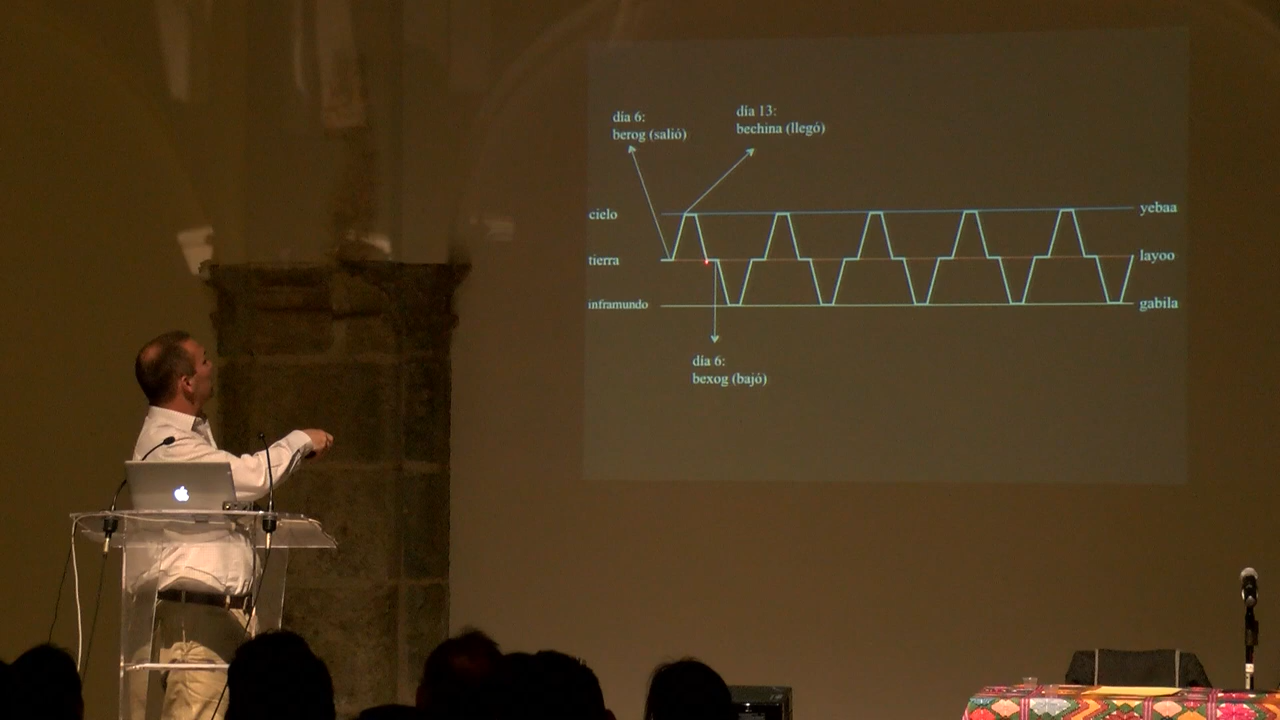 día 6:
berog (salió)
día 13:
bechina (llegó)
cielo
yebaa
tierra
layoo
inframundo
gabila
día 6:
bexog (bajó)